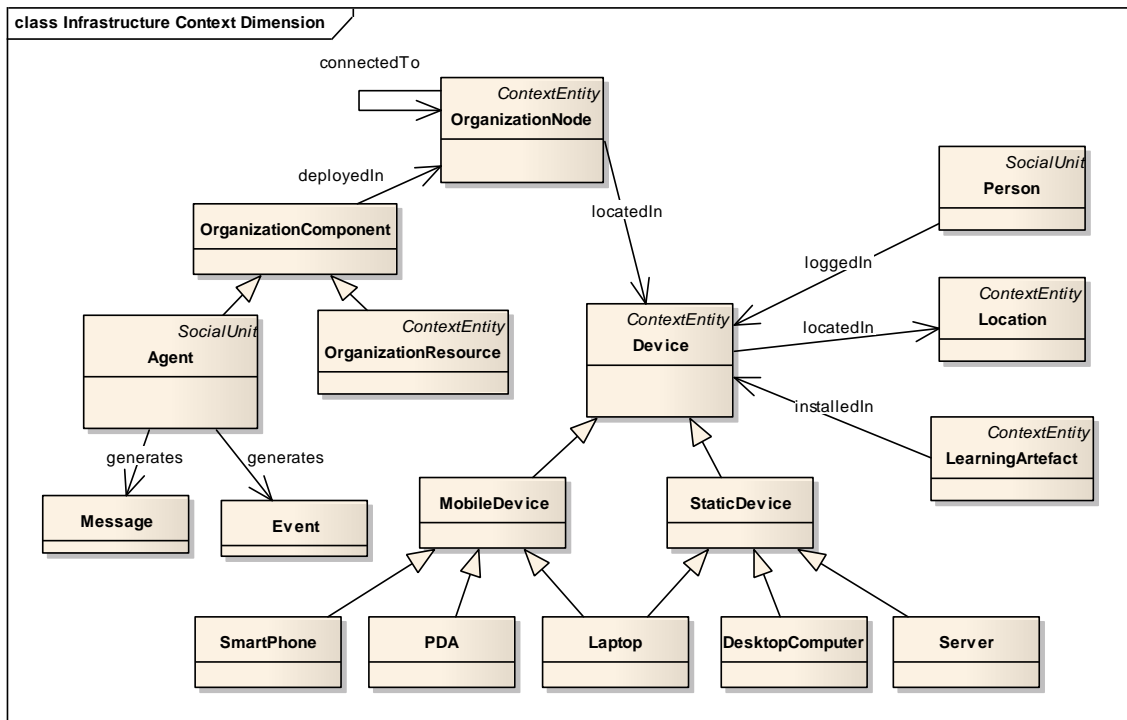 class Infrastructure Context Dimension
connectedTo
ContextEntity
OrganizationNode
deployedIn
SocialUnit
Person
OrganizationComponent
locatedIn
loggedIn
ContextEntity
Location
ContextEntity
Device
locatedIn
SocialUnit
Agent
ContextEntity
OrganizationResource
installedIn
ContextEntity
LearningArtefact
generates
generates
Message
Event
MobileDevice
StaticDevice
SmartPhone
PDA
Laptop
DesktopComputer
Server